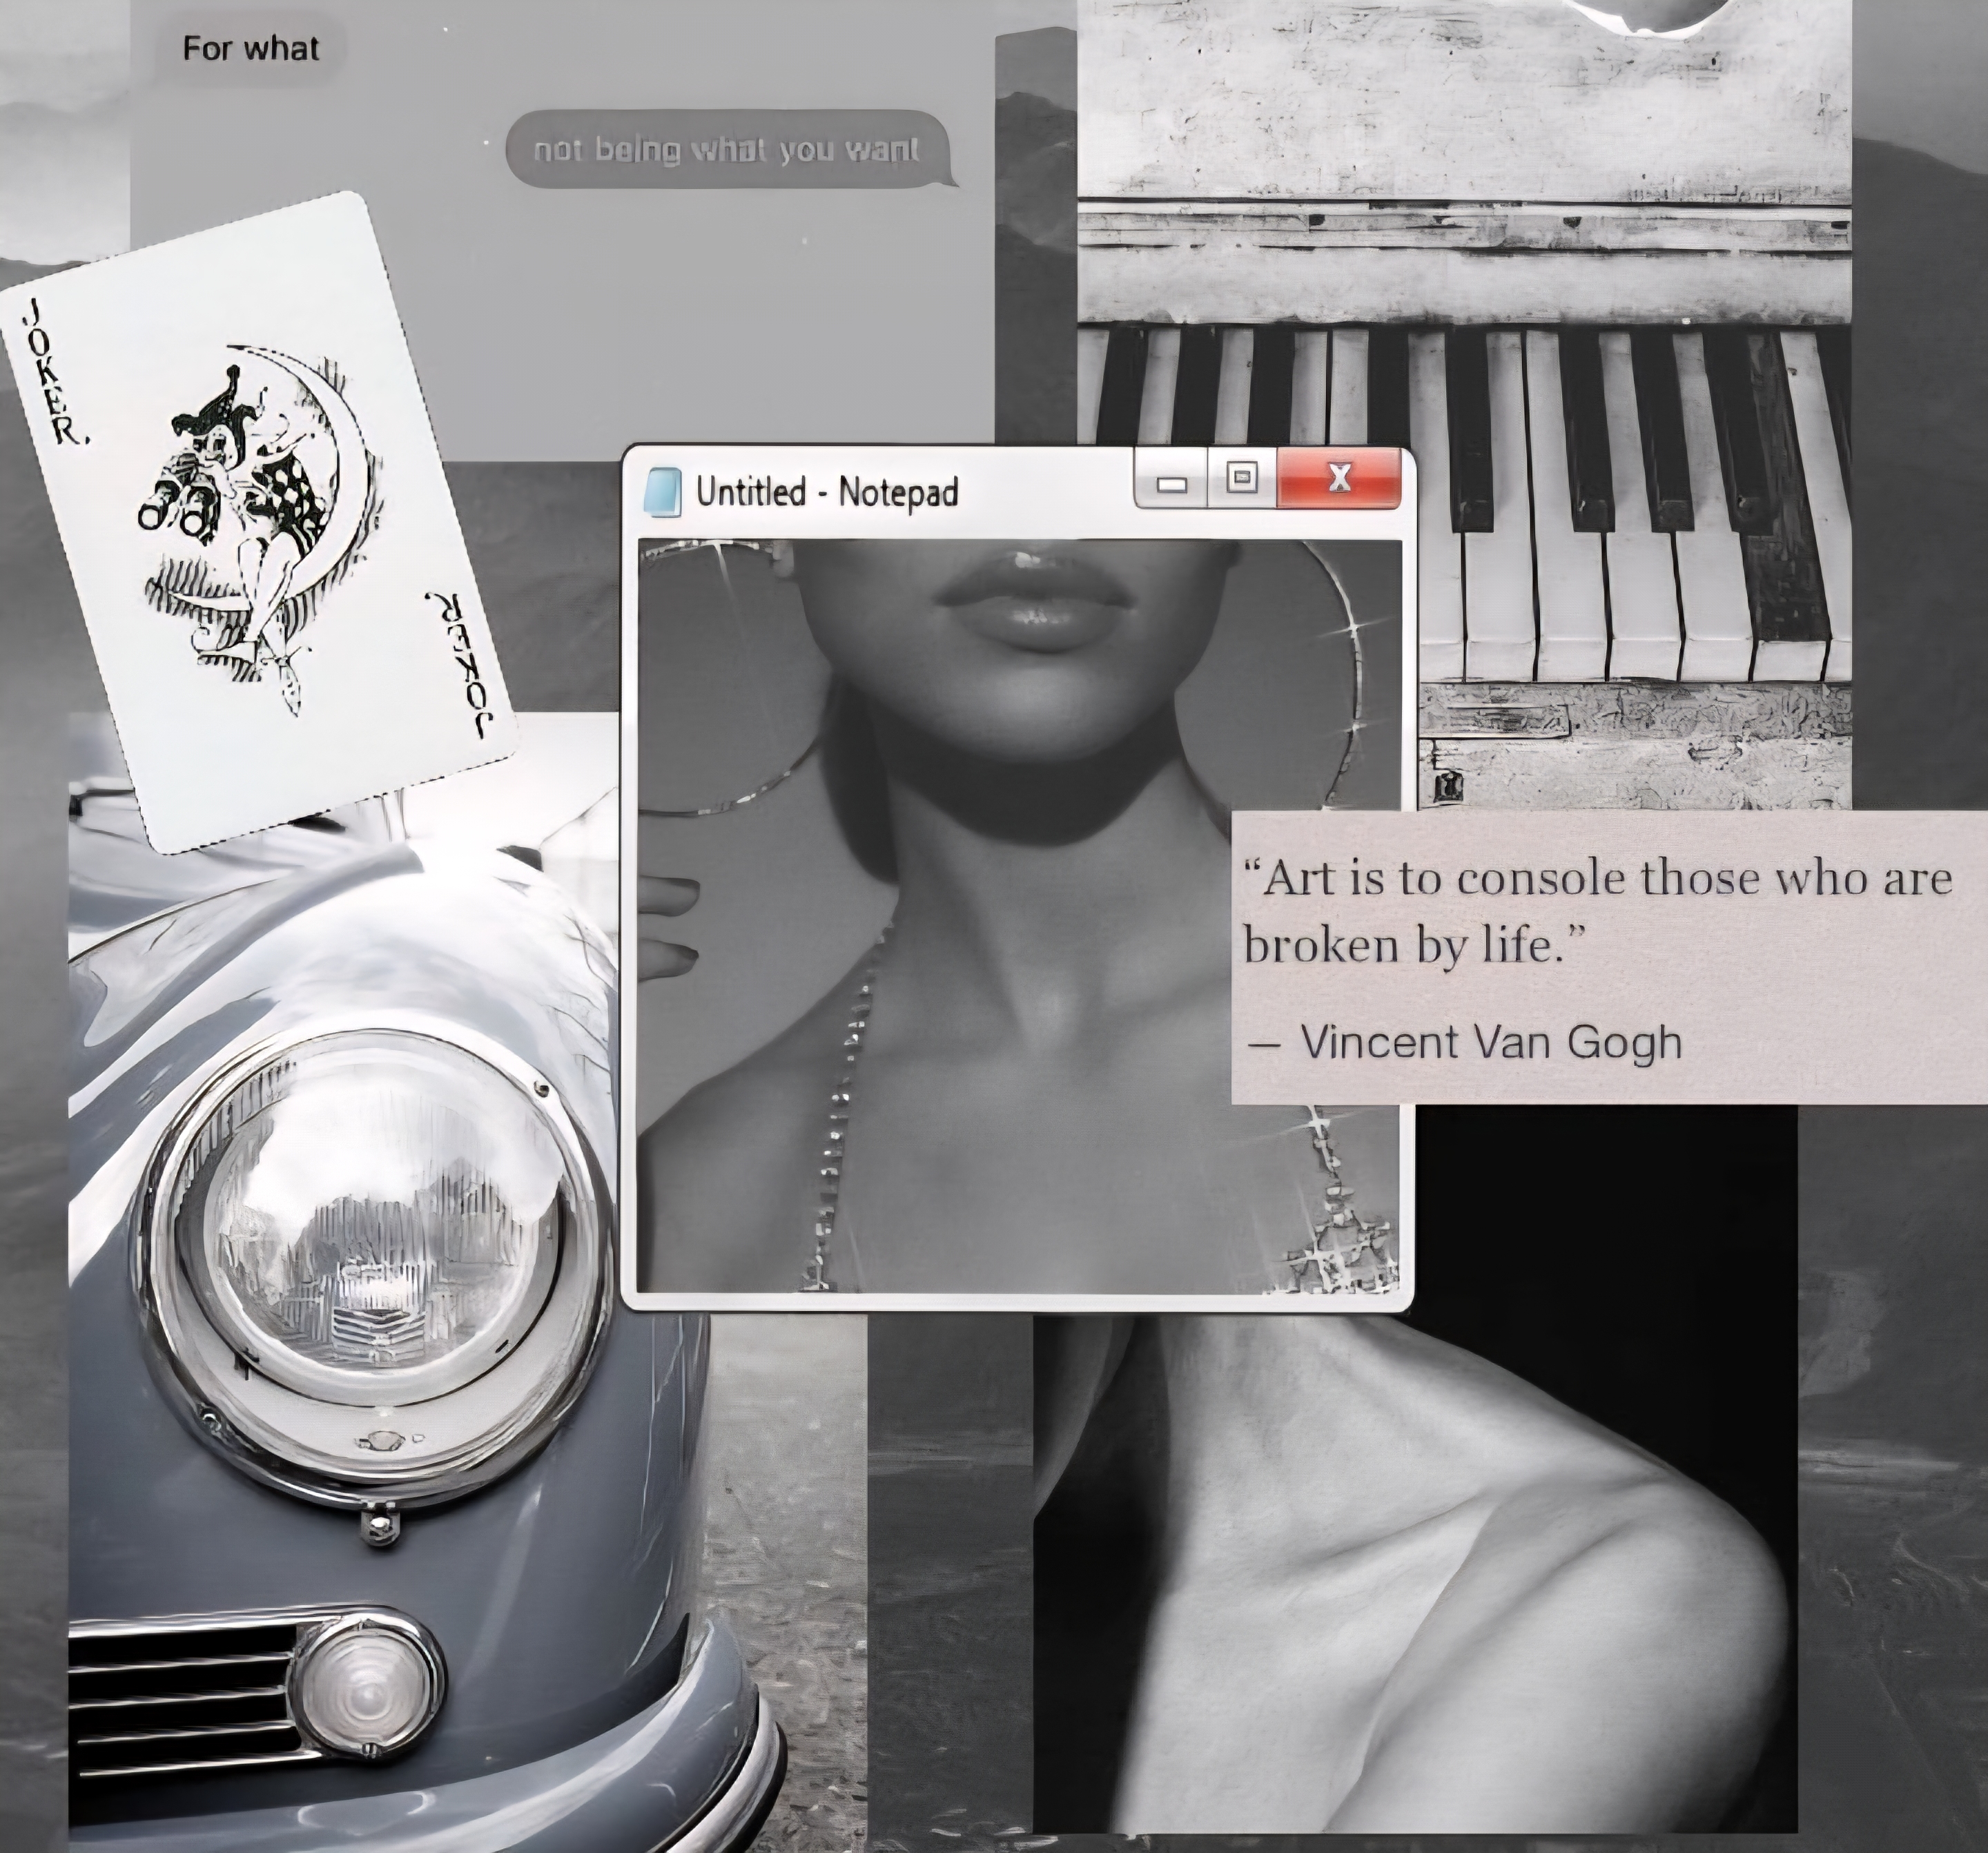 For what
not being what you want
JOKER.
Untitled - Notepad
X
JOKER
“Art is to console those who are
broken by life.”
— Vincent Van Gogh